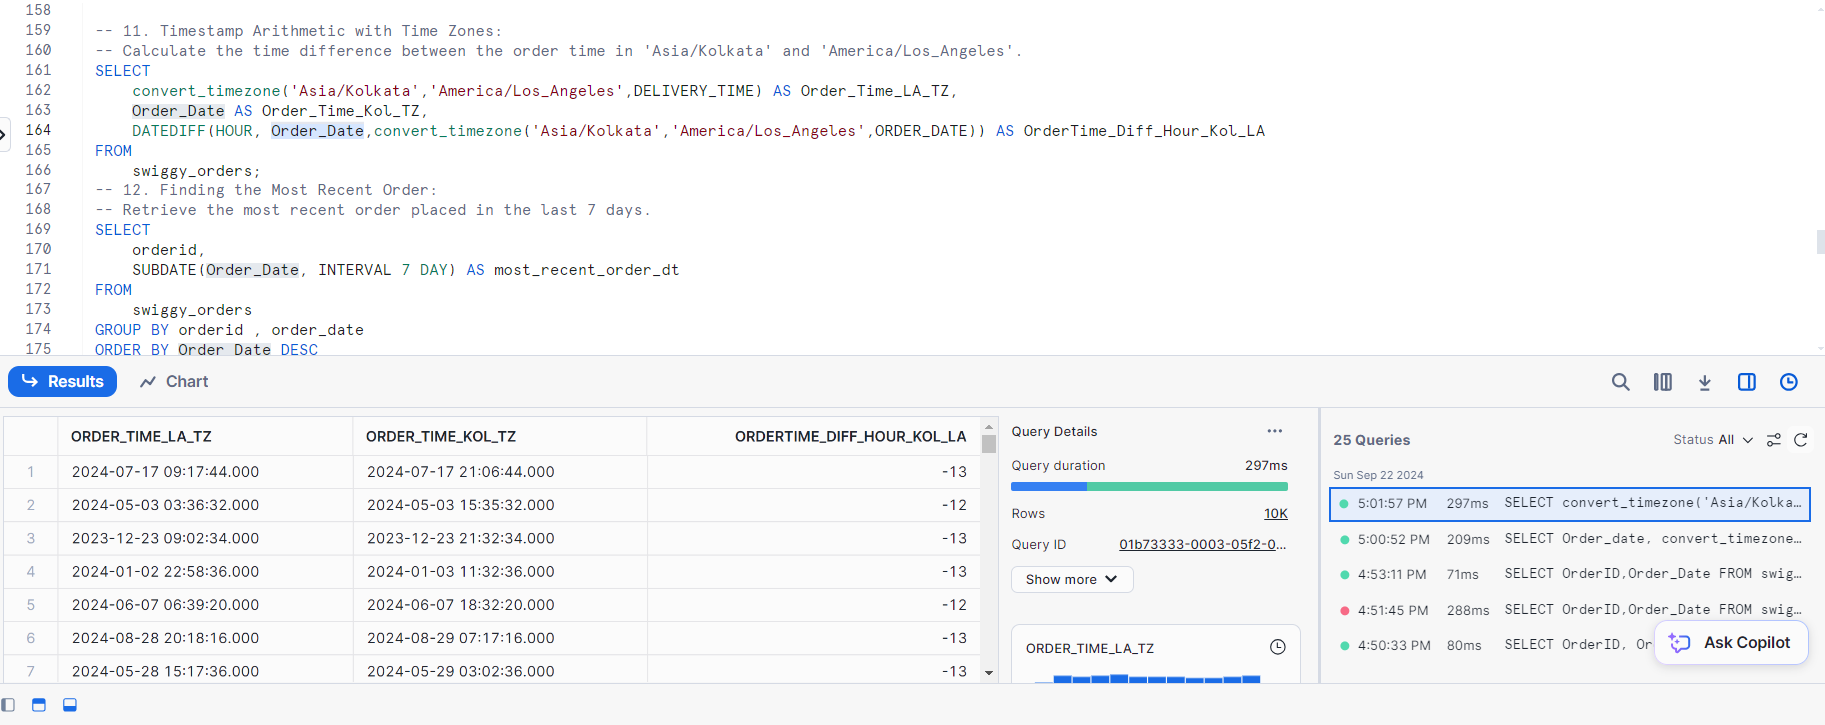 158
159 -- 11. Timestamp Arithmetic with Time Zones:
160 -- Calculate the time difference between the order time in 'Asia/Kolkata' and 'America/Los_Angeles'.
161 SELECT
162 convert_timezone('Asia/Kolkata','America/Los_Angeles',DELIVERY_TIME) AS Order_Time_LA_TZ,
163 Order_Date AS Order_Time_Kol_TZ,
164 DATEDIFF(HOUR, Order_Date,convert_timezone('Asia/Kolkata','America/Los_Angeles',ORDER_DATE)) AS OrderTime_Diff_Hour_Kol_LA
165 FROM
166 swiggy_orders;
167 -- 12. Finding the Most Recent Order:
168 -- Retrieve the most recent order placed in the last 7 days.
169 SELECT
170 orderid,
171 SUBDATE(Order_Date, INTERVAL 7 DAY) AS most_recent_order_dt
172 FROM
173 swiggy_orders
174 GROUP BY orderid , order_date
175 ORDER BY Order_Date DESC
Results Chart
ORDER_TIME_LA_TZ ORDER_TIME_KOL_TZ ORDERTIME_DIFF_HOUR_KOL_LA
1 2024-07-17 09:17:44.000 2024-07-17 21:06:44.000 -13
2 2024-05-03 03:36:32.000 2024-05-03 15:35:32.000 -12
3 2023-12-23 09:02:34.000 2023-12-23 21:32:34.000 -13
4 2024-01-02 22:58:36.000 2024-01-03 11:32:36.000 -13
5 2024-06-07 06:39:20.000 2024-06-07 18:32:20.000 -12
6 2024-08-28 20:18:16.000 2024-08-29 07:17:16.000 -13
7 2024-05-28 15:17:36.000 2024-05-29 03:02:36.000 -13
Query Details ...
Query duration 297ms
Rows 10K
Query ID 01b73333-0003-05f2-0...
Show more
ORDER_TIME_LA_TZ
25 Queries Status All
Sun Sep 22 2024
5:01:57 PM 297ms SELECT convert_timezone('Asia/Kolka...
5:00:52 PM 209ms SELECT Order_date, convert_timezone...
4:53:11 PM 71ms SELECT OrderID,Order_Date FROM swig...
4:51:45 PM 288ms SELECT OrderID,Order_Date FROM swig...
4:50:33 PM 80ms SELECT OrderID, Or
Ask Copilot